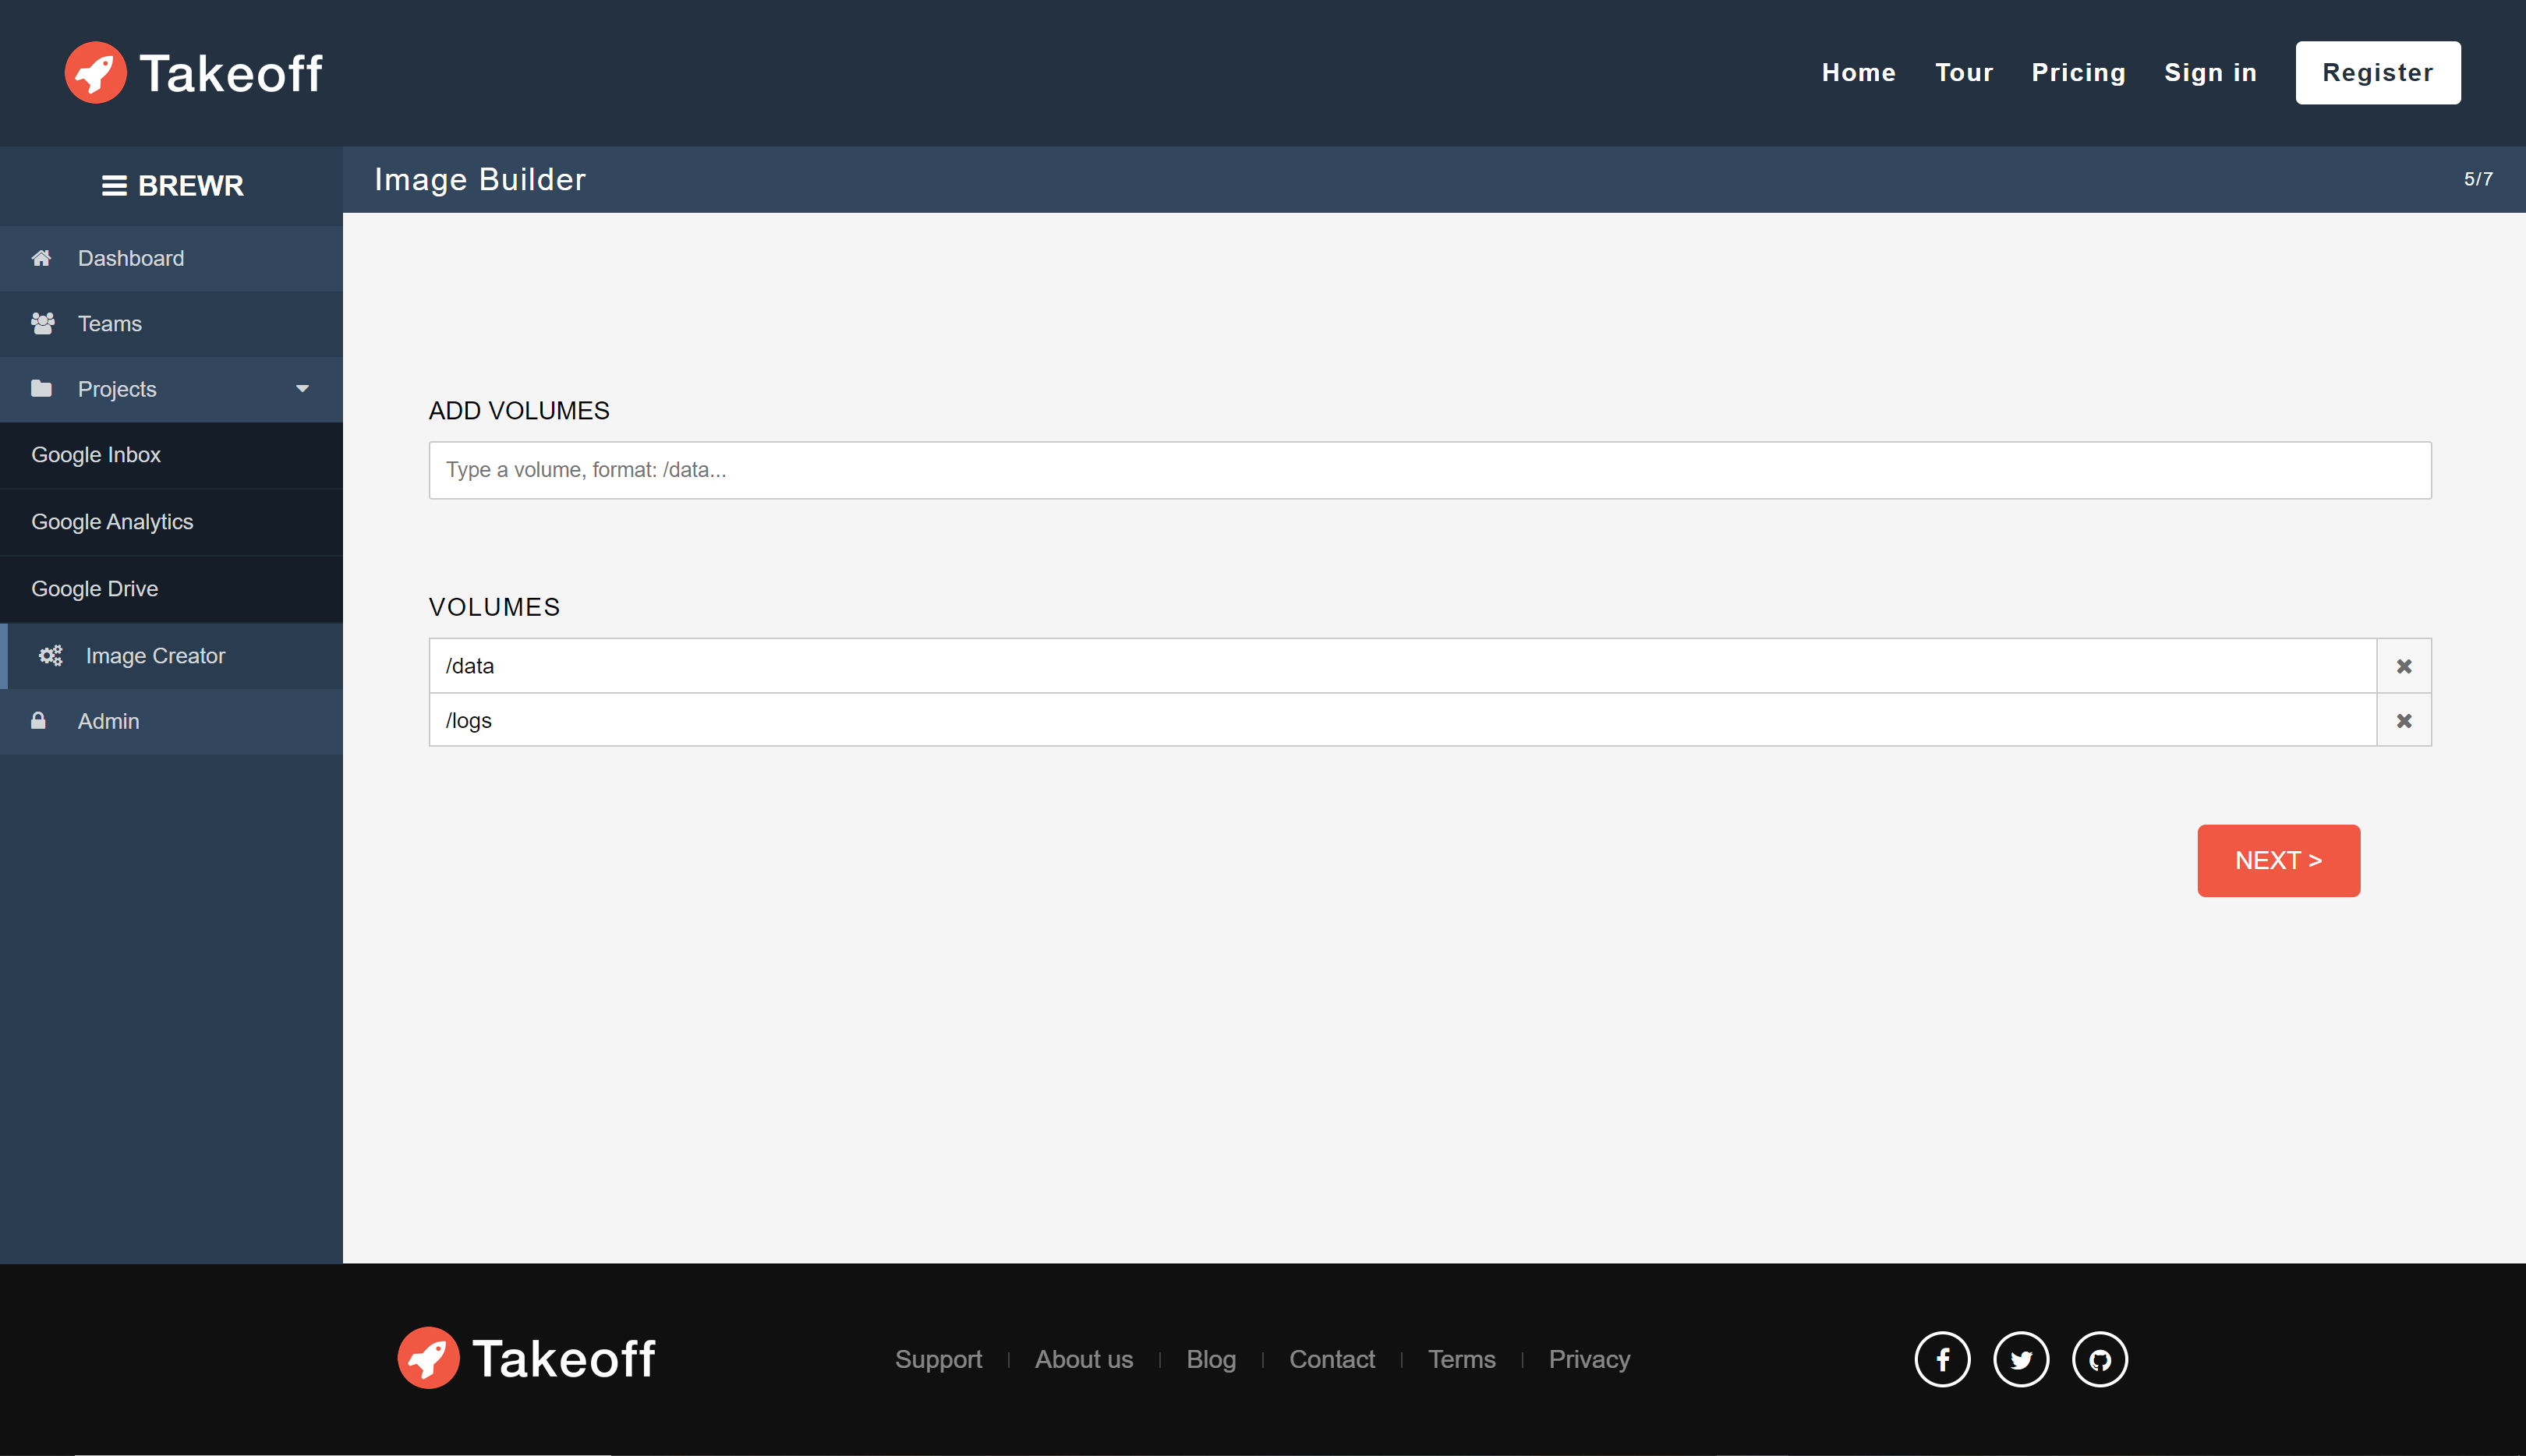 Takeoff
Home Tour Pricing Sign in Register
BREWR
Image Builder 5/7
Dashboard
Teams
Projects
Google Inbox
Google Analytics
Google Drive
Image Creator
Admin
ADD VOLUMES
Type a volume, format: /data...
VOLUMES
/data
/logs
NEXT >
Takeoff
Support | About us | Blog | Contact | Terms | Privacy